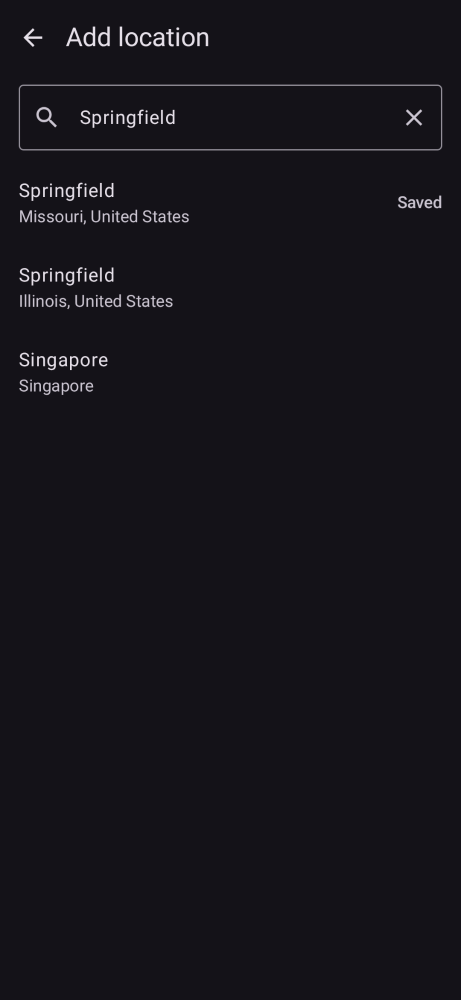 Add location
Springfield
Springfield
Missouri, United States
Saved
Springfield
Illinois, United States
Singapore
Singapore